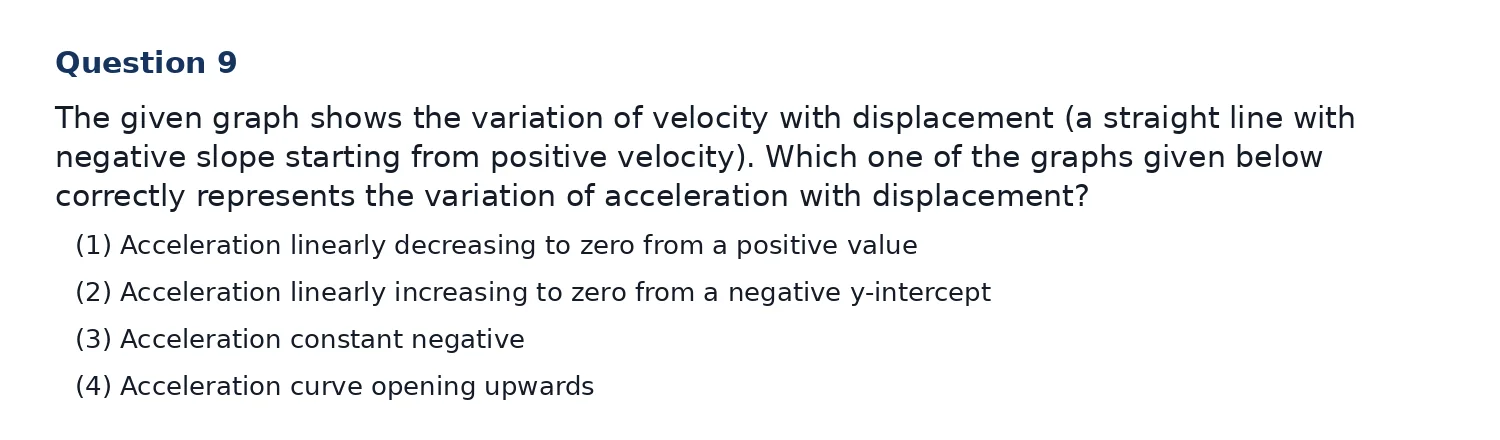 Question 9
The given graph shows the variation of velocity with displacement (a straight line with
negative slope starting from positive velocity). Which one of the graphs given below
correctly represents the variation of acceleration with displacement?
(1) Acceleration linearly decreasing to zero from a positive value
(2) Acceleration linearly increasing to zero from a negative y-intercept
(3) Acceleration constant negative
(4) Acceleration curve opening upwards